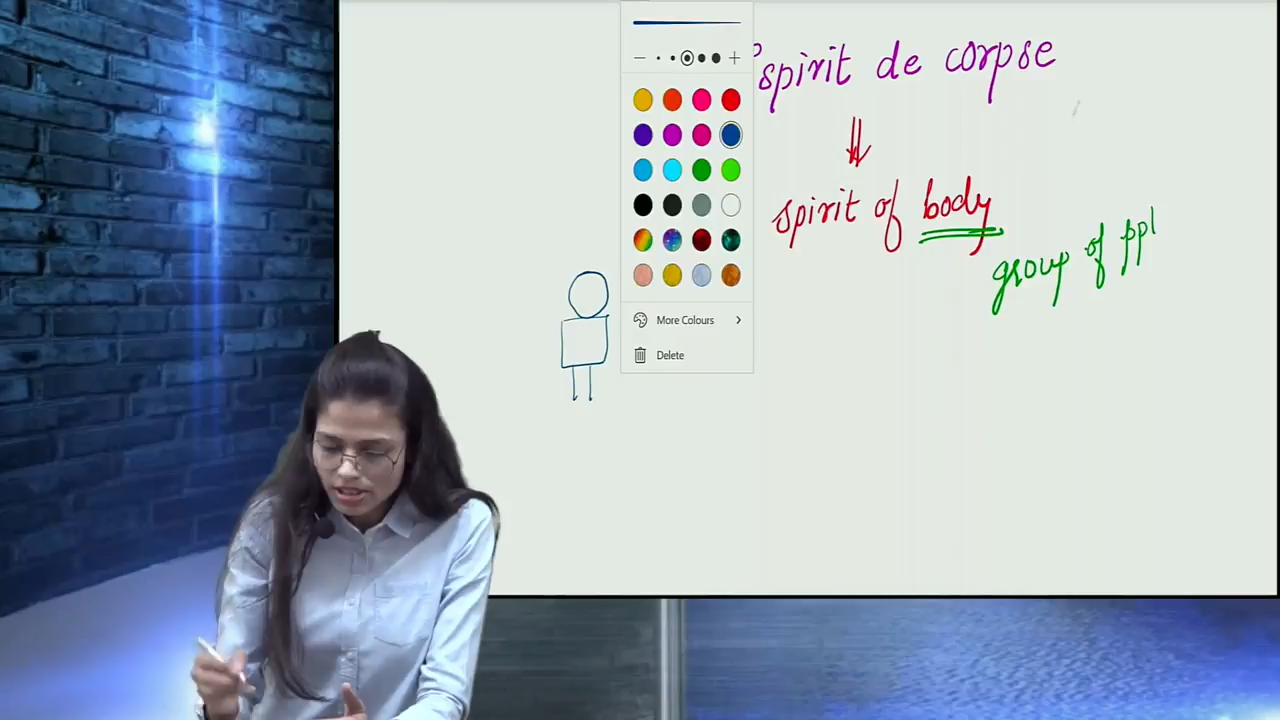 spirit de corpse
spirit of body
group of ppl
More Colours
Delete